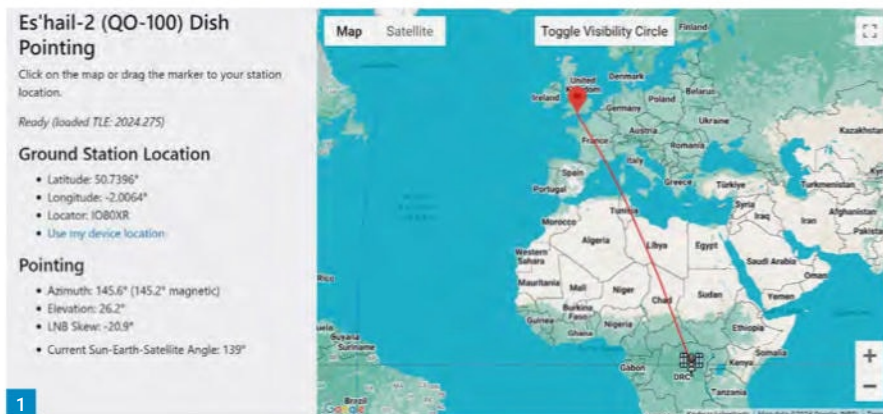 Es'hail-2 (QO-100) Dish
Pointing
Click on the map or drag the marker to your station
location.
Ready (loaded TLE: 2024.275)
Ground Station Location
• Latitude: 50.7396°
• Longitude: -2.0064°
• Locator: IO80XR
• Use my device location
Pointing
• Azimuth: 145.6° (145.2° magnetic)
• Elevation: 26.2°
• LNB Skew: -20.9°
• Current Sun-Earth-Satellite Angle: 139°
1
Map Satellite
Toggle Visibility Circle
Finland
United
Kingdom
Denmark
Ireland
Poland
Belarus
Germany
Ukraine
Kazakhstan
Austria
France
Romania
Italy
Spain
Portugal
Greece
Türkiye
Turkmenistan
Syria
Tunisia
Iraq
Iran
Afghanistan
Morocco
Pakistan
Algeria
Libya
Egypt
Western
Sahara
Saudi Arabia
Oman
Mauritania
Mali
Niger
Chad
Sudan
Yemen
Rico
Burkina
Faso
Guinea
Nigeria
Ghana
Ethiopia
Guyana
Suriname
Somalia
Gabon
Kenya
DRC
Tanzania
Brazil
Google
+
−